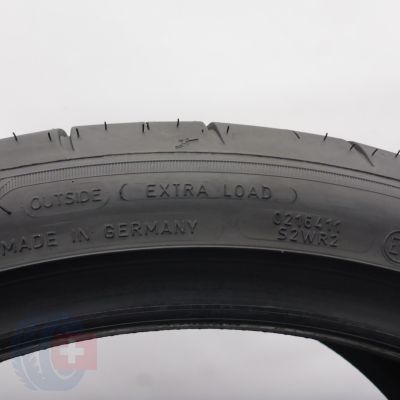 OUTSIDE EXTRA LOAD
MADE IN GERMANY
0216411
S2WR2